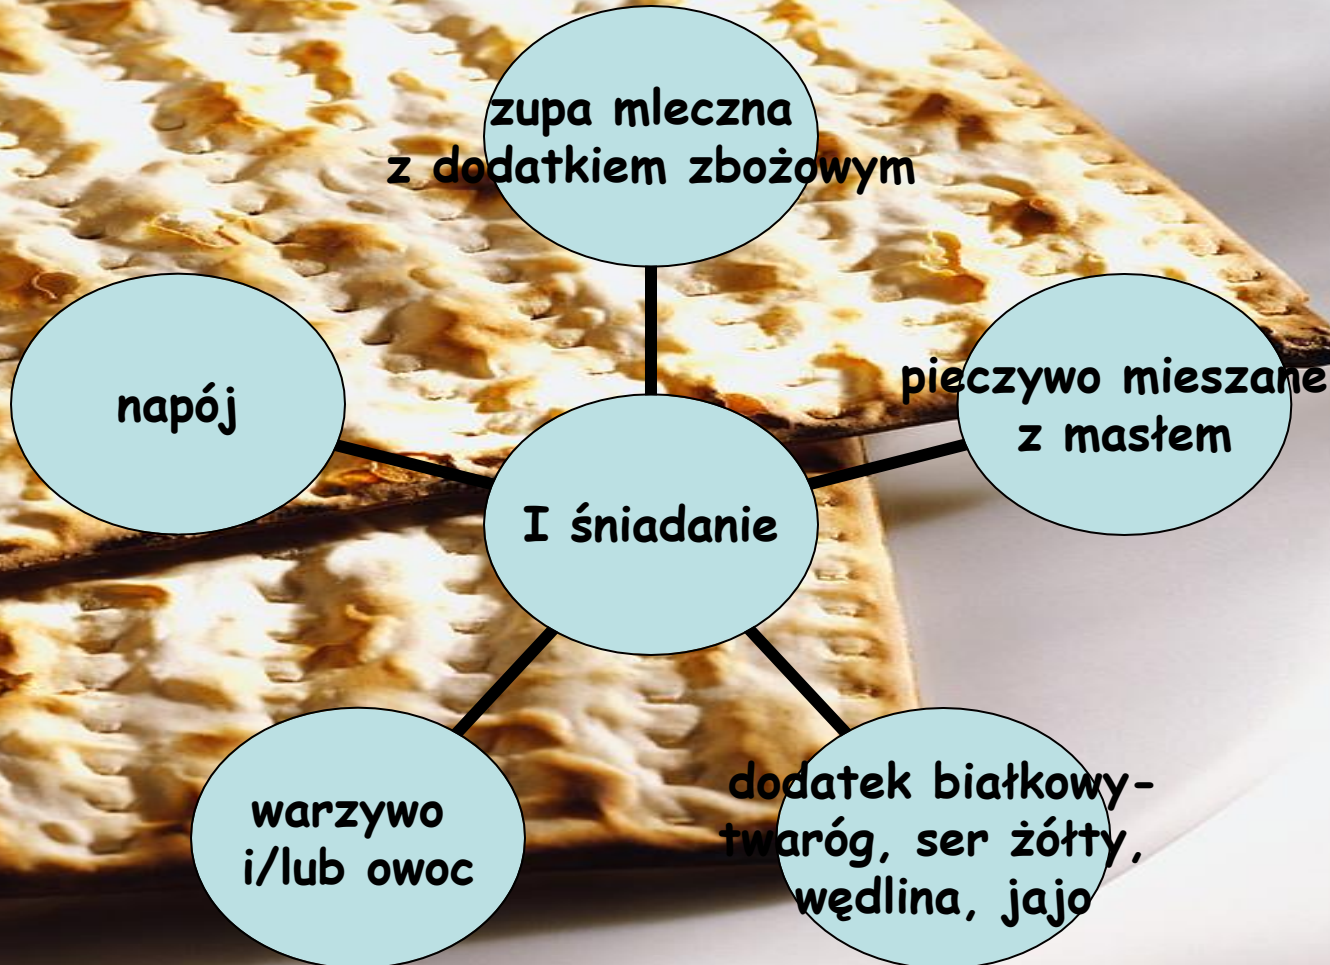 zupa mleczna
z dodatkiem zbożowym
pieczywo mieszane
z masłem
napój
I śniadanie
dodatek białkowy-
twaróg, ser żółty,
wędlina, jajo
warzywo
i/lub owoc